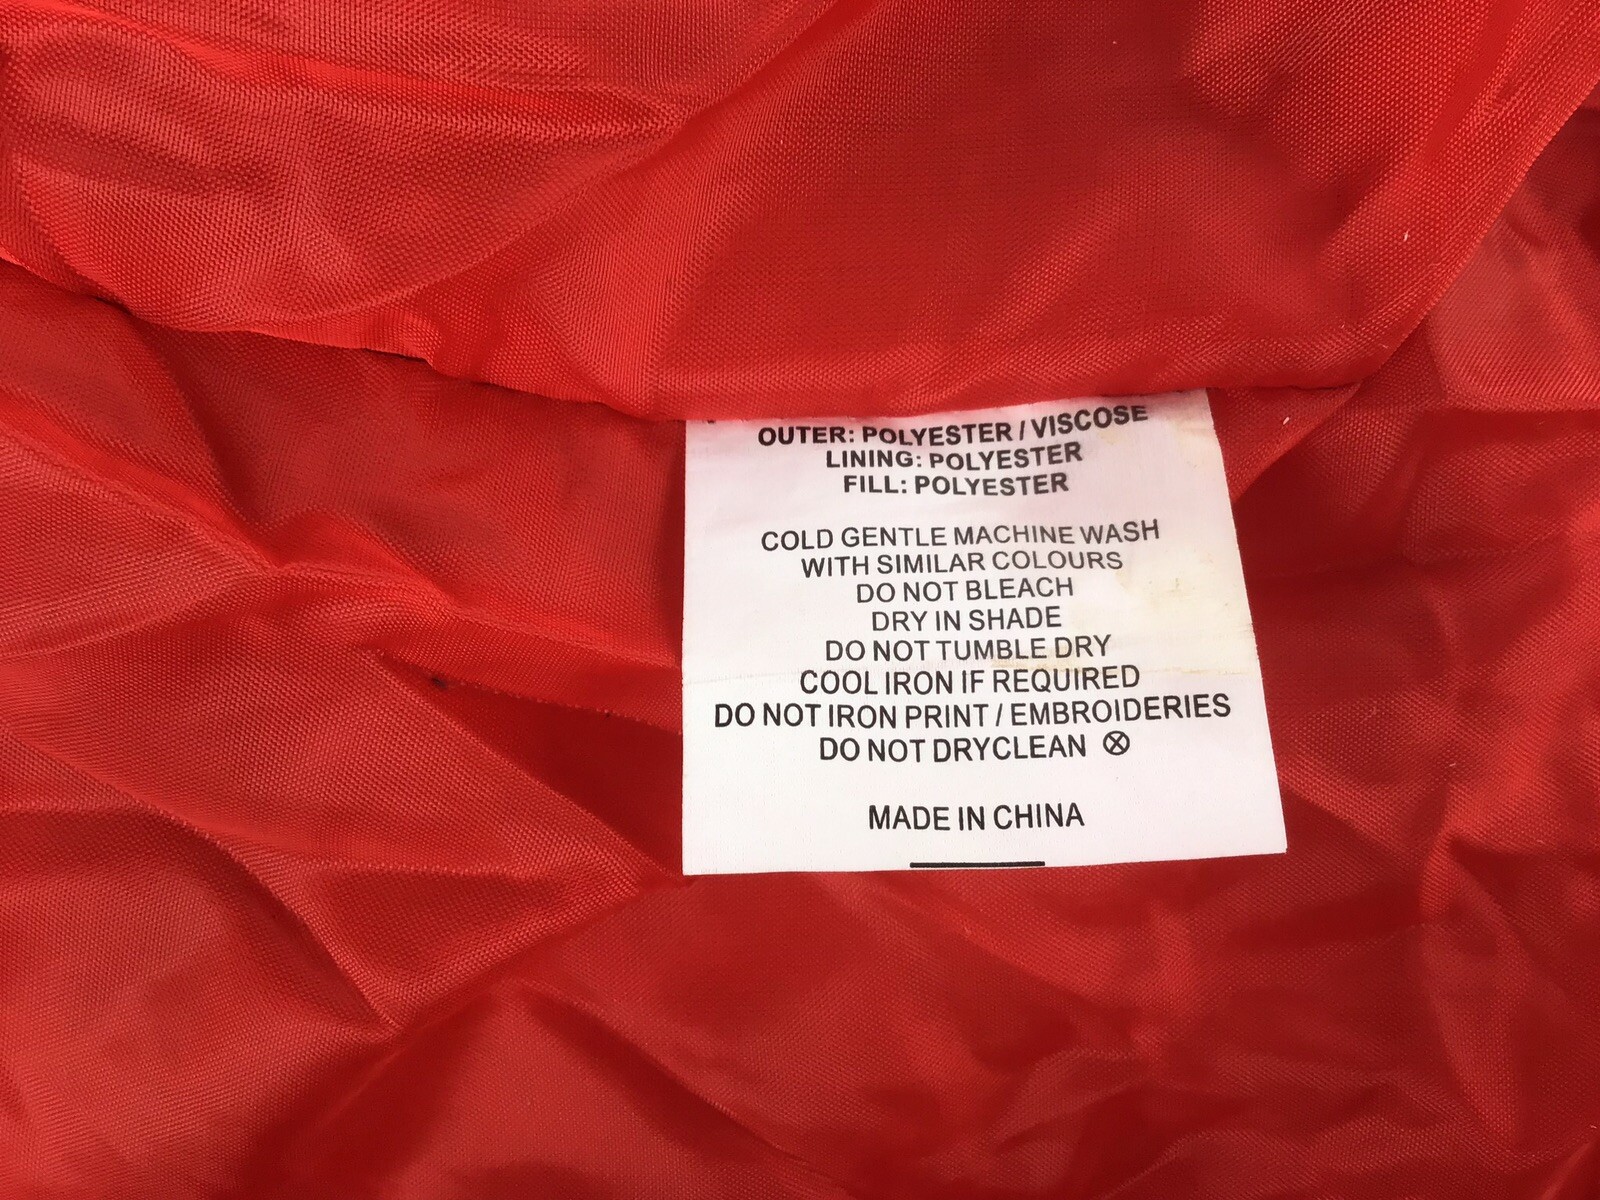 OUTER: POLYESTER / VISCOSE
LINING: POLYESTER
FILL: POLYESTER
COLD GENTLE MACHINE WASH
WITH SIMILAR COLOURS
DO NOT BLEACH
DRY IN SHADE
DO NOT TUMBLE DRY
COOL IRON IF REQUIRED
DO NOT IRON PRINT / EMBROIDERIES
DO NOT DRYCLEAN ⓧ
MADE IN CHINA